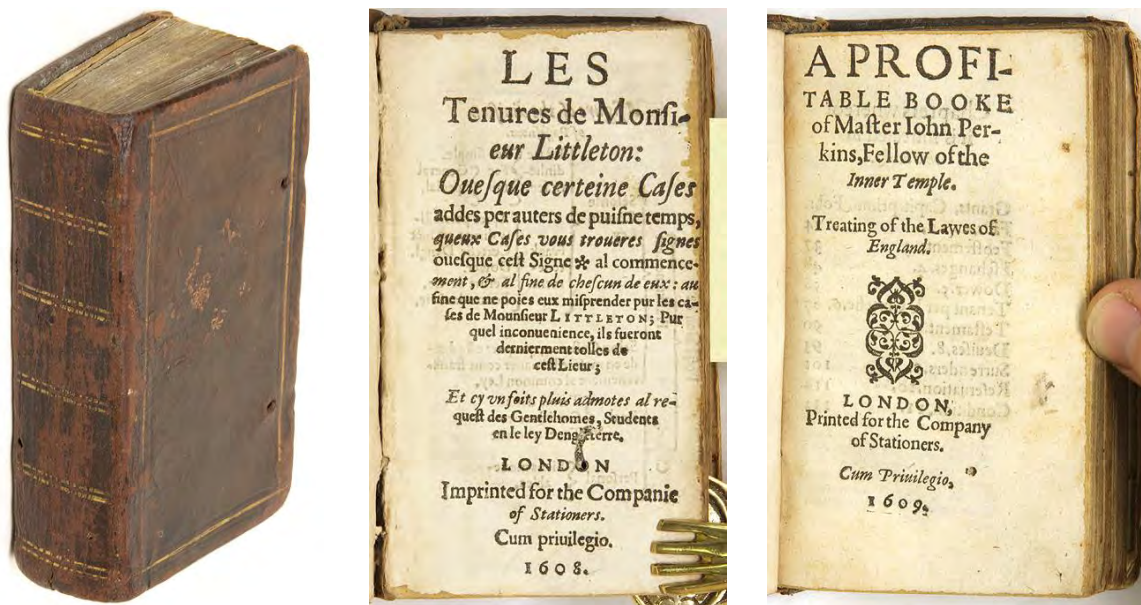 LES
Tenures de Monſi-
eur Littleton:
Oueſque certeine Caſes
addes per auters de puiſne temps,
queux Caſes vous troueres ſignes
oueſque ceſt Signe ✻ al commence-
ment, & al fine de cheſcun de eux: au
fine que ne poies eux miſprender pur les ca-
ſes de Mounſieur LITTLETON; Pur
quel inconuenience, ils fueront
dernierment tolles de
ceſt Lieur;
Et cy vn foits pluis admotes al re-
queſt des Gentlehomes, Students
en le ley
LONDON
Imprinted for the Companie
of Stationers.
Cum priuilegio.
1608.
A PROFI-
TABLE BOOKE
of Maſter Iohn Per-
kins, Fellow of the
Inner Temple.
Treating of the Lawes of
England.
LONDON,
Printed for the Company
of Stationers.
Cum Priuilegio,
1609.